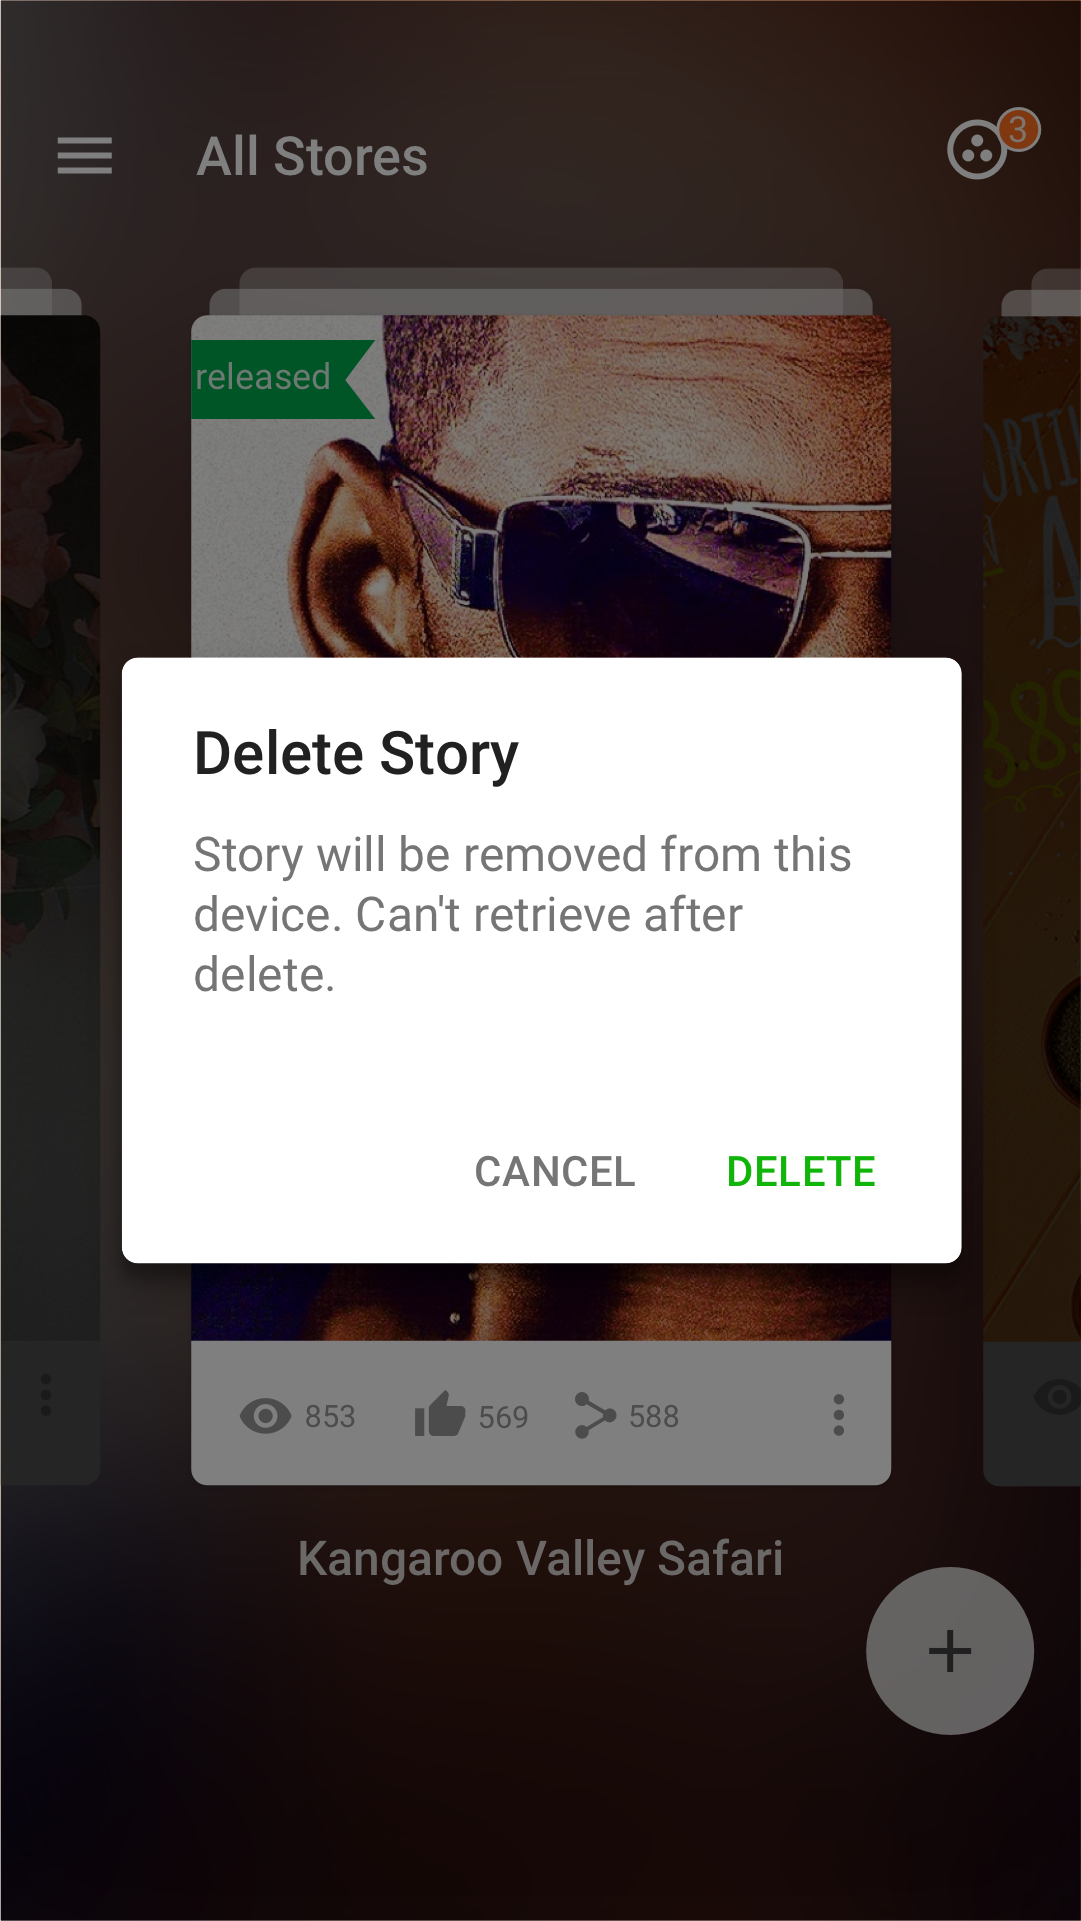 All Stores
3
released
Delete Story
Story will be removed from this
device. Can't retrieve after
delete.
CANCEL
DELETE
853
569
588
Kangaroo Valley Safari